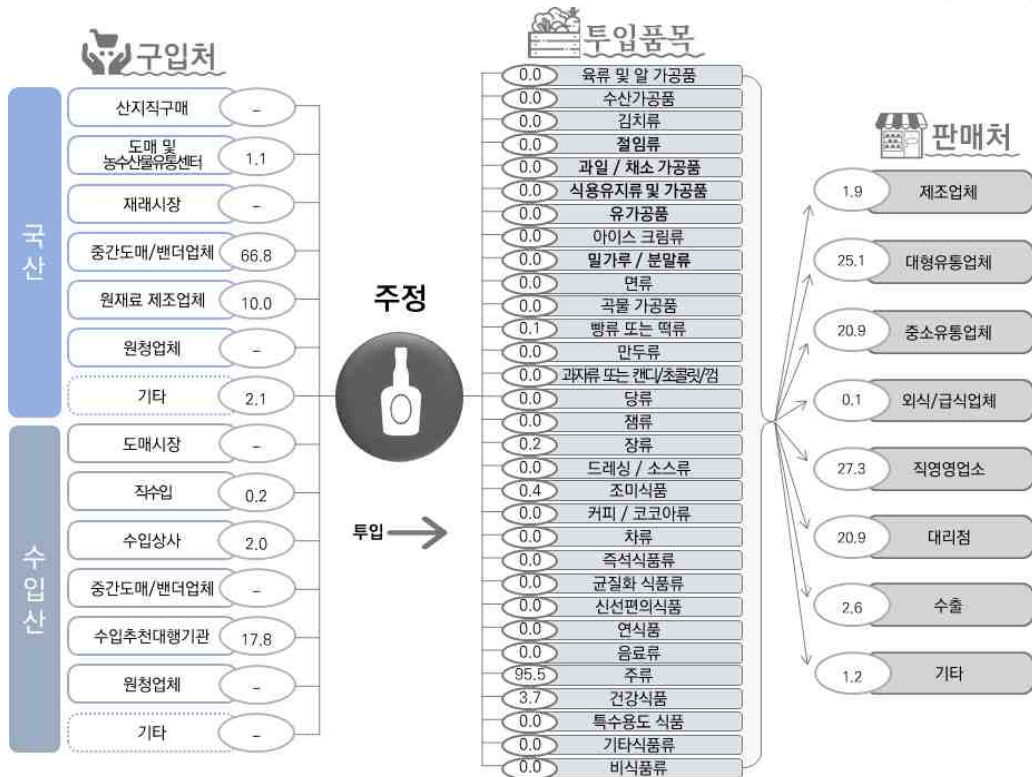 구입처
국산
산지직구매 –
도매 및
농수산물유통센터 1.1
재래시장 –
중간도매/밴더업체 66.8
원재료 제조업체 10.0
원청업체 –
기타 2.1
수입산
도매시장 –
직수입 0.2
수입상사 2.0
중간도매/밴더업체 –
수입추천대행기관 17.8
원청업체 –
기타 –
주정
투입
투입품목
0.0 육류 및 알 가공품
0.0 수산가공품
0.0 김치류
0.0 절임류
0.0 과일 / 채소 가공품
0.0 식용유지류 및 가공품
0.0 유가공품
0.0 아이스 크림류
0.0 밀가루 / 분말류
0.0 면류
0.0 곡물 가공품
0.1 빵류 또는 떡류
0.0 만두류
0.0 과자류 또는 캔디/초콜릿/껌
0.0 당류
0.0 잼류
0.2 장류
0.0 드레싱 / 소스류
0.4 조미식품
0.0 커피 / 코코아류
0.0 차류
0.0 즉석식품류
0.0 균질화 식품류
0.0 신선편의식품
0.0 연식품
0.0 음료류
95.5 주류
3.7 건강식품
0.0 특수용도 식품
0.0 기타식품류
0.0 비식품류
판매처
1.9 제조업체
25.1 대형유통업체
20.9 중소유통업체
0.1 외식/급식업체
27.3 직영영업소
20.9 대리점
2.6 수출
1.2 기타